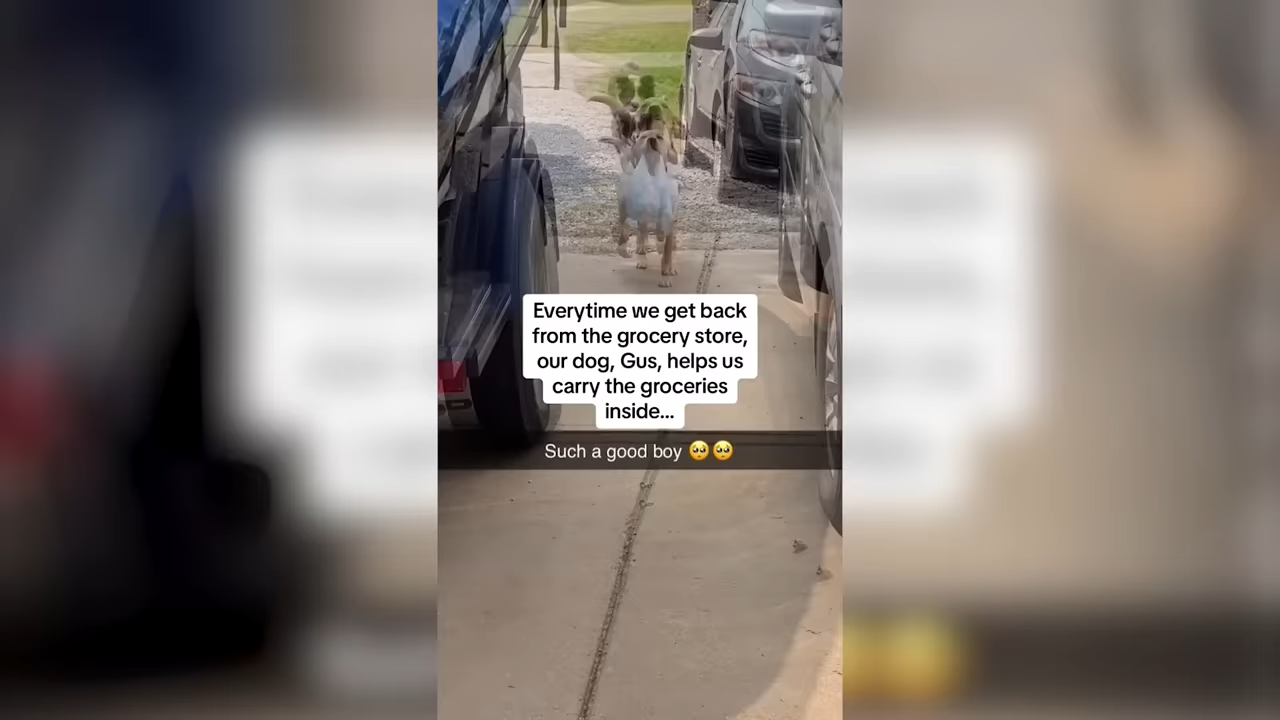 Everytime we get back
from the grocery store,
our dog, Gus, helps us
carry the groceries
inside...
Such a good boy 🥺🥺